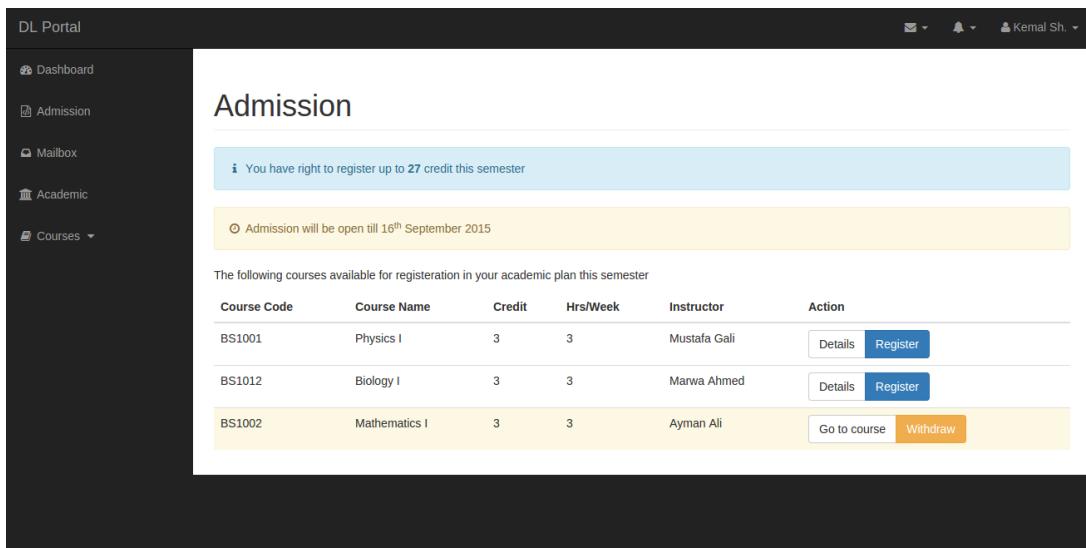 DL Portal
Kemal Sh.
Dashboard
Admission
Mailbox
Academic
Courses
Admission
You have right to register up to 27 credit this semester
Admission will be open till 16th September 2015
The following courses available for registeration in your academic plan this semester
Course Code Course Name Credit Hrs/Week Instructor Action
BS1001 Physics I 3 3 Mustafa Gali Details Register
BS1012 Biology I 3 3 Marwa Ahmed Details Register
BS1002 Mathematics I 3 3 Ayman Ali Go to course Withdraw